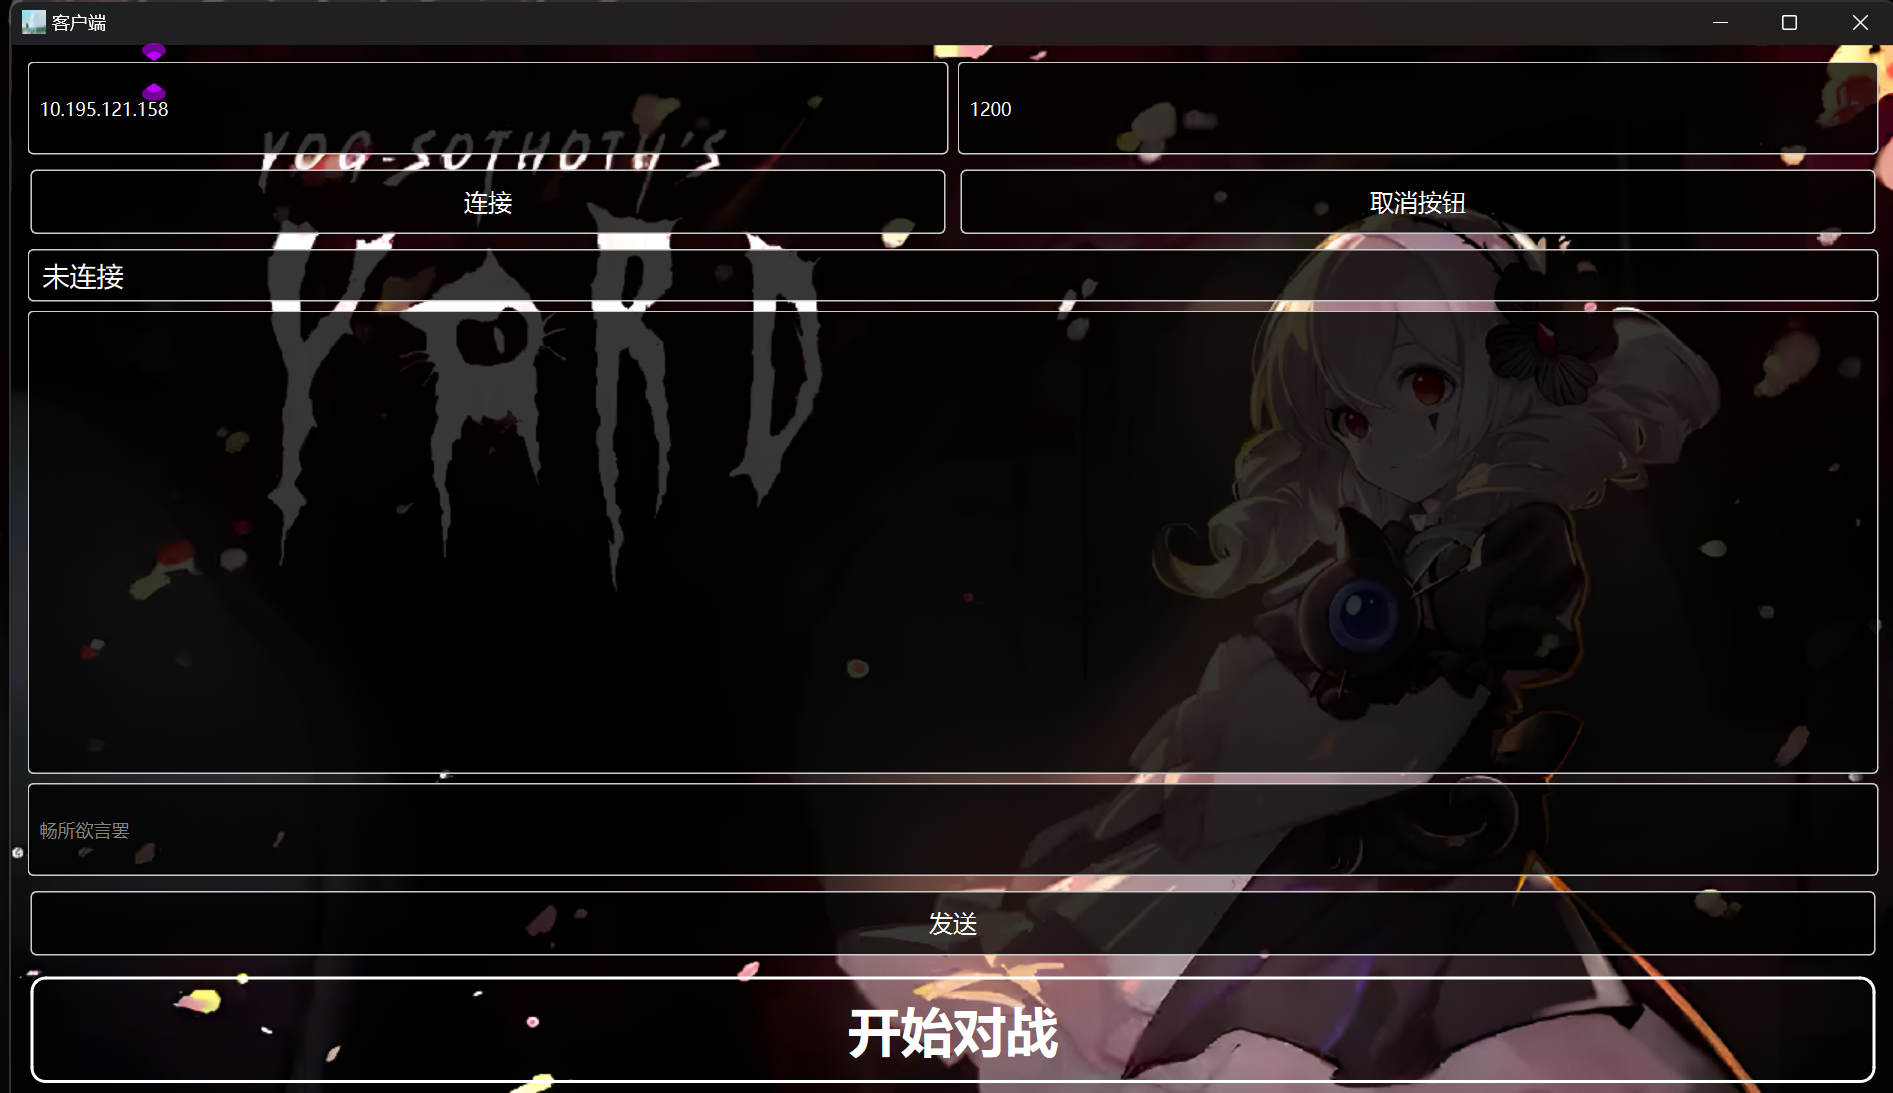 客户端
10.195.121.158
1200
YOG-SOTHOTH'S
连接
取消按钮
YARD
未连接
畅所欲言罢
发送
开始对战